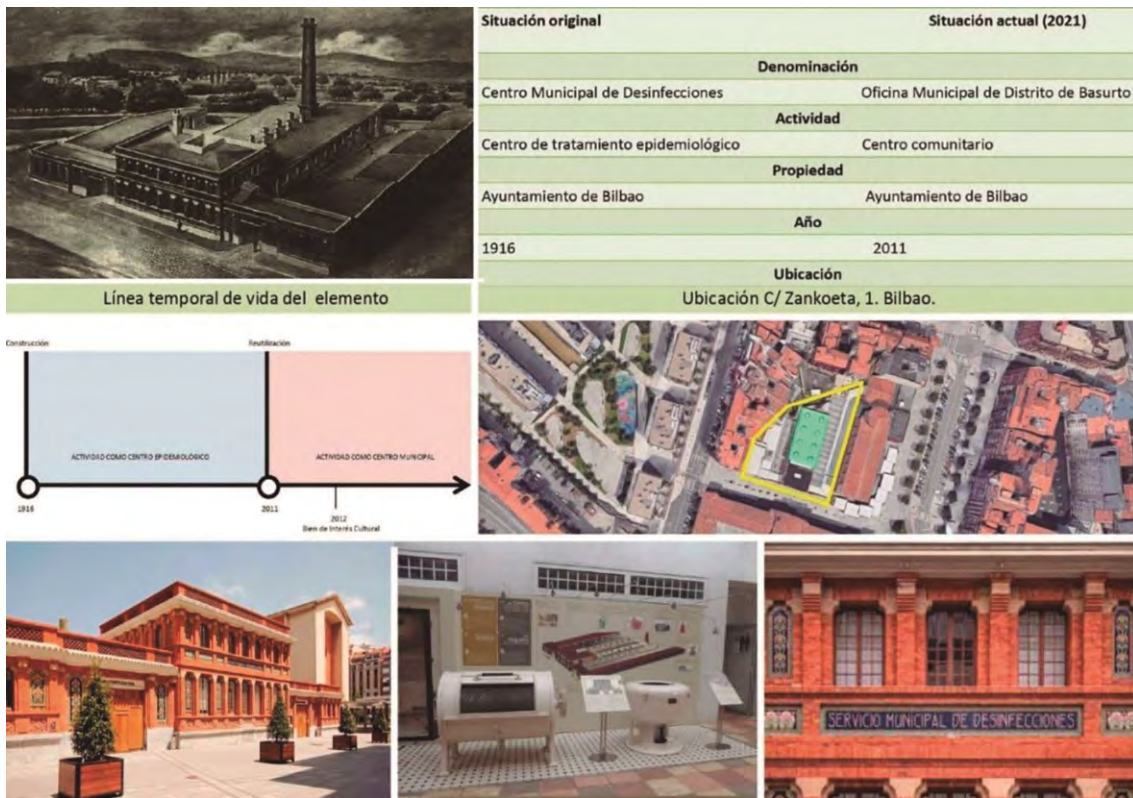 Situación original Situación actual (2021)
Denominación
Centro Municipal de Desinfecciones Oficina Municipal de Distrito de Basurto
Actividad
Centro de tratamiento epidemiológico Centro comunitario
Propiedad
Ayuntamiento de Bilbao Ayuntamiento de Bilbao
Año
1916 2011
Ubicación
Línea temporal de vida del elemento
Ubicación C/ Zankoeta, 1. Bilbao.
Construcción Reutilización
ACTIVIDAD COMO CENTRO EPIDEMIOLÓGICO ACTIVIDAD COMO CENTRO MUNICIPAL
1916 2011
2012
Bien de Interés Cultural
SERVICIO MUNICIPAL DE DESINFECCIONES